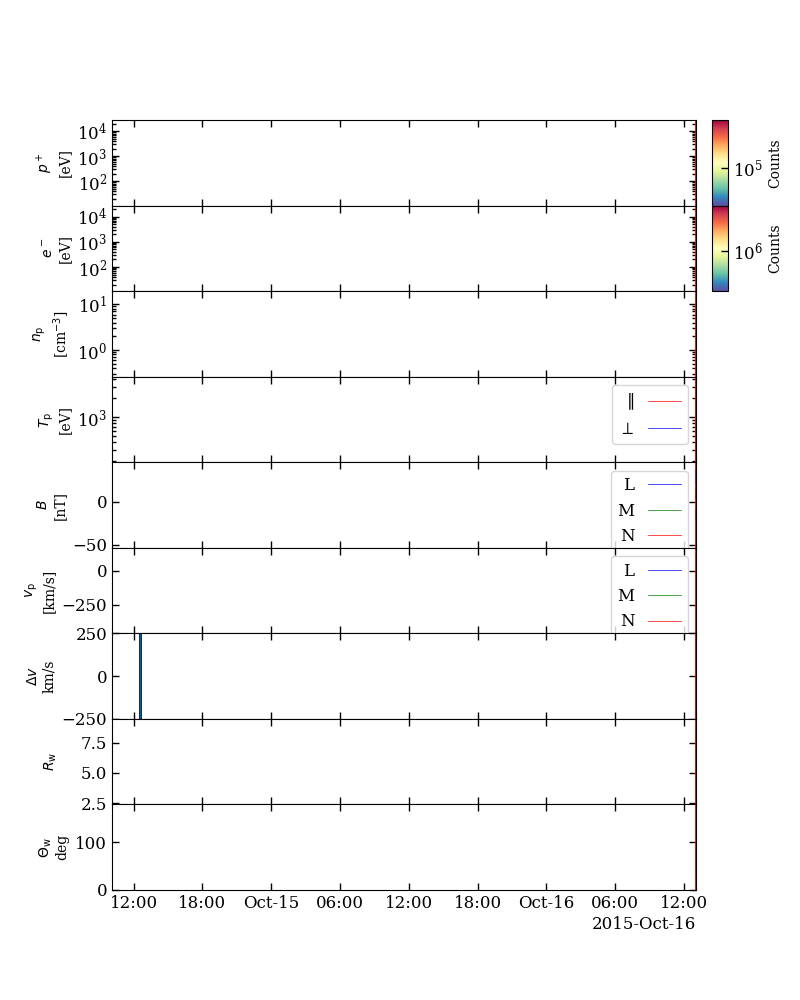 10⁴
10³
10²
p⁺
[eV]
10⁵
Counts
10⁴
10³
10²
e⁻
[eV]
10⁶
Counts
10¹
10⁰
nₚ
[cm⁻³]
10³
Tₚ
[eV]
∥
⊥
0
−50
B
[nT]
L
M
N
0
−250
vₚ
[km/s]
L
M
N
250
0
−250
Δv
km/s
7.5
5.0
2.5
R_w
100
0
Θ_w
deg
12:00 18:00 Oct-15 06:00 12:00 18:00 Oct-16 06:00 12:00
2015-Oct-16